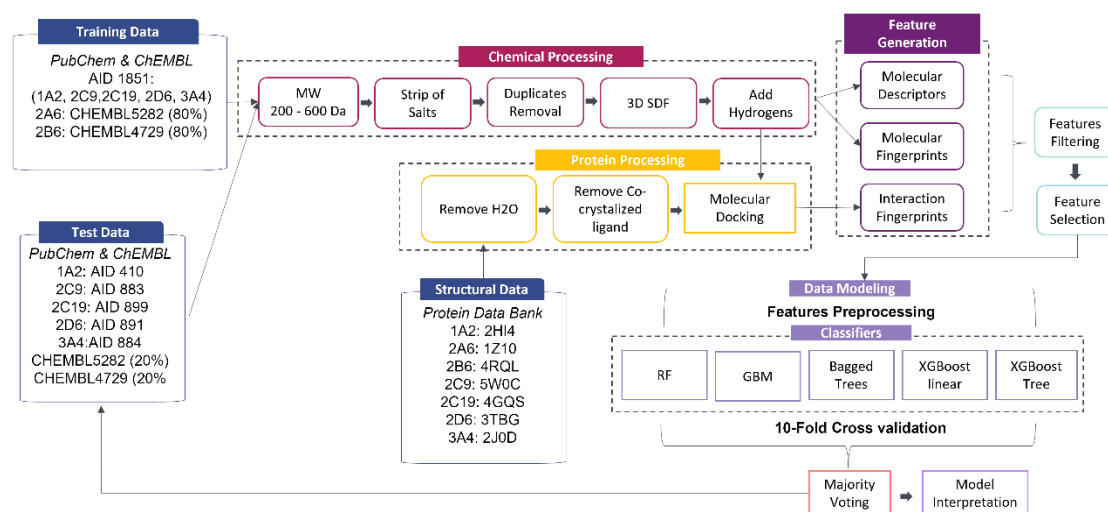 Training Data
PubChem & ChEMBL
AID 1851:
(1A2, 2C9,2C19, 2D6, 3A4)
2A6: CHEMBL5282 (80%)
2B6: CHEMBL4729 (80%)
Chemical Processing
MW
200 - 600 Da
Strip of
Salts
Duplicates
Removal
3D SDF
Add
Hydrogens
Feature
Generation
Molecular
Descriptors
Molecular
Fingerprints
Interaction
Fingerprints
Features
Filtering
Feature
Selection
Protein Processing
Remove H2O
Remove Co-
crystalized
ligand
Molecular
Docking
Test Data
PubChem & ChEMBL
1A2: AID 410
2C9: AID 883
2C19: AID 899
2D6: AID 891
3A4:AID 884
CHEMBL5282 (20%)
CHEMBL4729 (20%
Structural Data
Protein Data Bank
1A2: 2HI4
2A6: 1Z10
2B6: 4RQL
2C9: 5W0C
2C19: 4GQS
2D6: 3TBG
3A4: 2J0D
Data Modeling
Features Preprocessing
Classifiers
RF
GBM
Bagged
Trees
XGBoost
linear
XGBoost
Tree
10-Fold Cross validation
Majority
Voting
Model
Interpretation